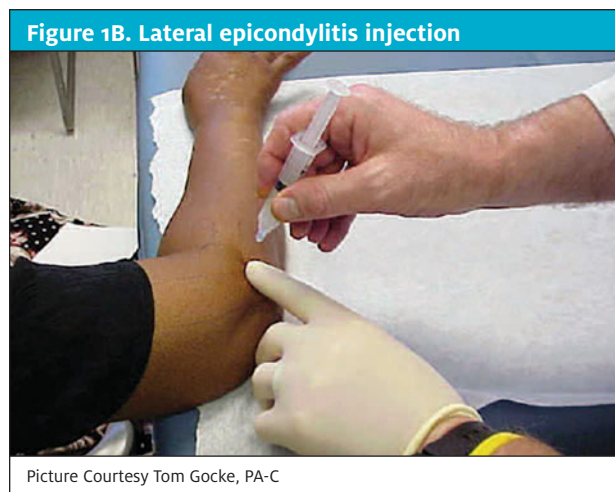 Figure 1B. Lateral epicondylitis injection
Picture Courtesy Tom Gocke, PA-C